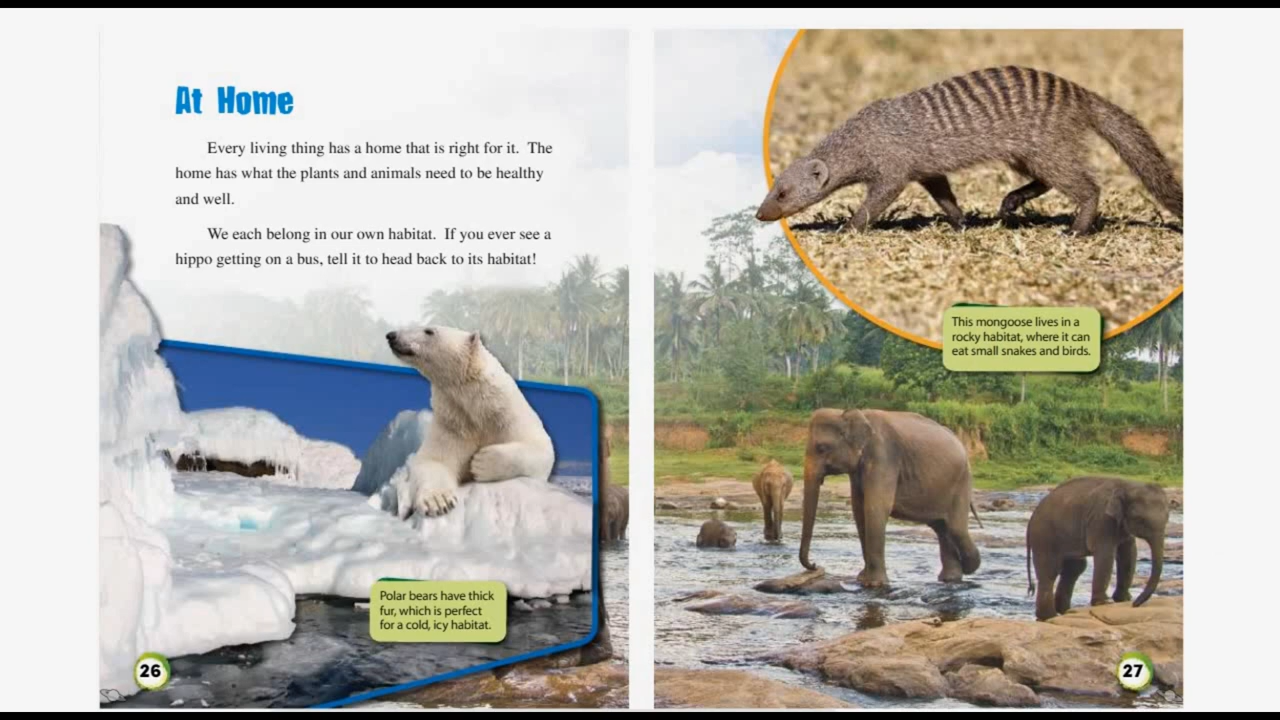 At Home
Every living thing has a home that is right for it. The
home has what the plants and animals need to be healthy
and well.
We each belong in our own habitat. If you ever see a
hippo getting on a bus, tell it to head back to its habitat!
Polar bears have thick
fur, which is perfect
for a cold, icy habitat.
26
This mongoose lives in a
rocky habitat, where it can
eat small snakes and birds.
27